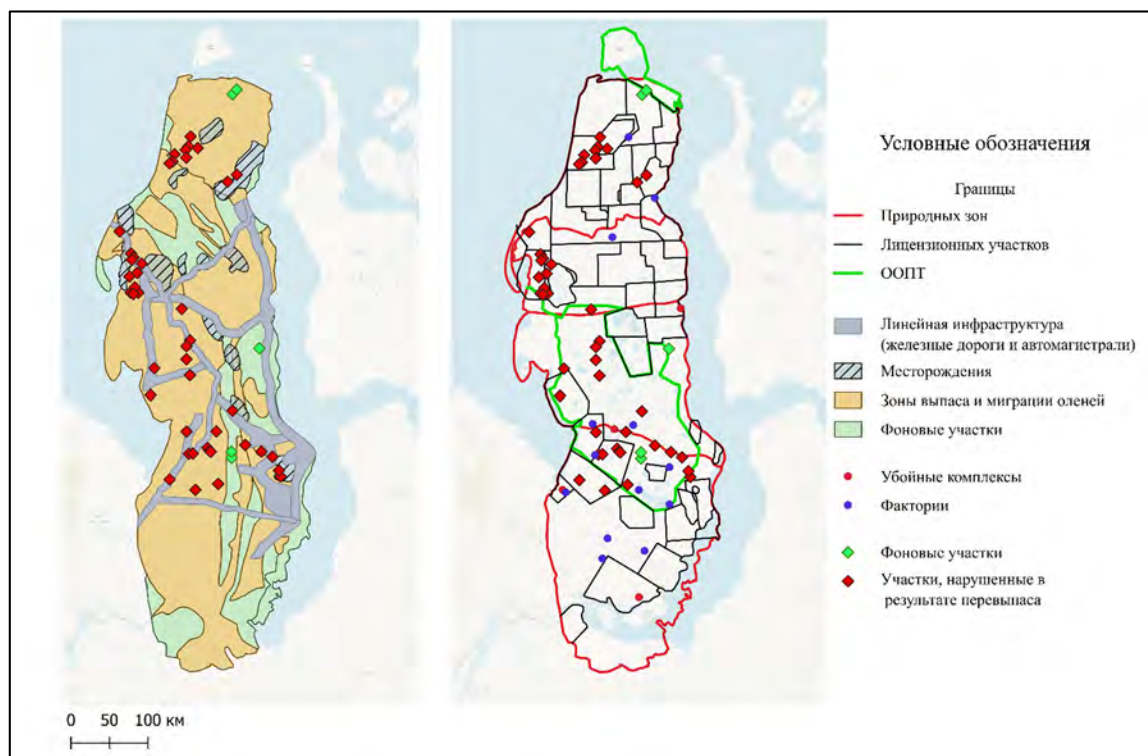 Условные обозначения
Границы
Природных зон
Лицензионных участков
ООПТ
Линейная инфраструктура
(железные дороги и автомагистрали)
Месторождения
Зоны выпаса и миграции оленей
Фоновые участки
Убойные комплексы
Фактории
Фоновые участки
Участки, нарушенные в
результате перевыпаса
0 50 100 км